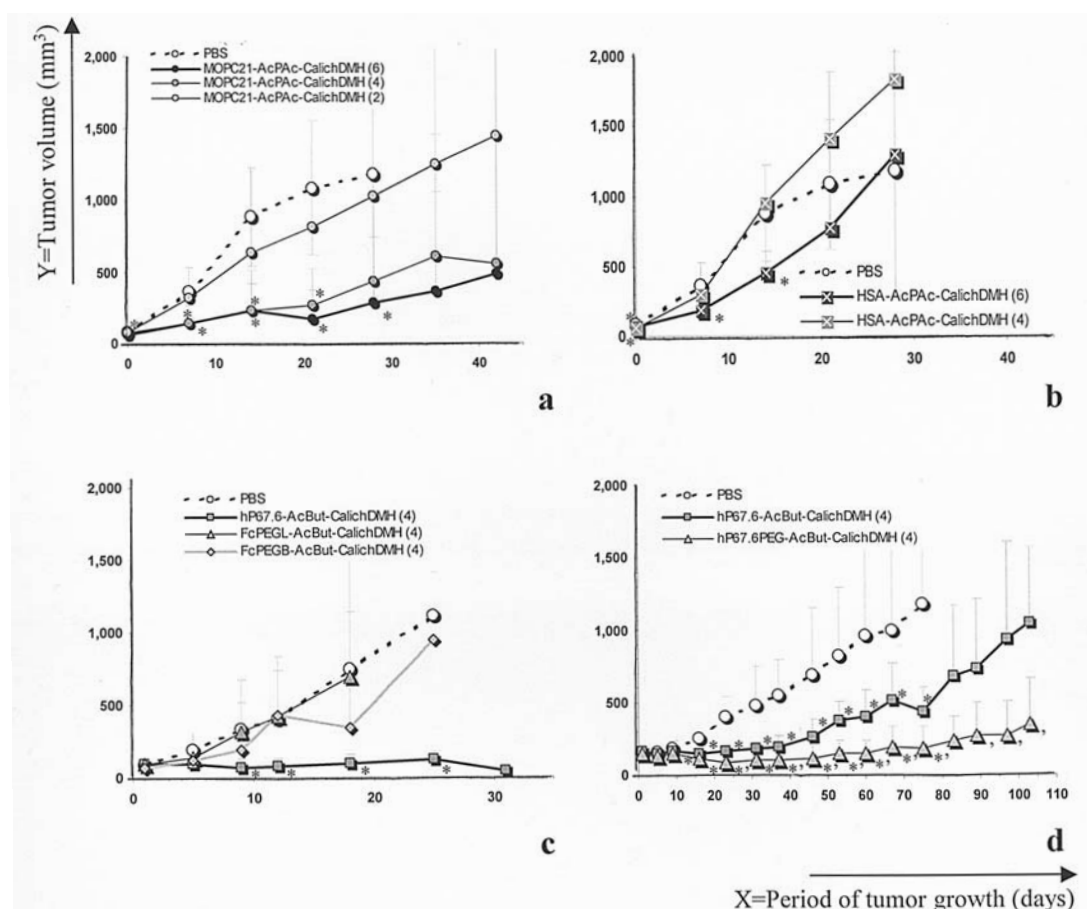 Y=Tumor volume (mm³)
2,000
1,500
1,000
500
0
0 10 20 30 40
PBS
MOPC21-AcPAc-CalichDMH (6)
MOPC21-AcPAc-CalichDMH (4)
MOPC21-AcPAc-CalichDMH (2)
* * * * * * * *
a
2,000
1,500
1,000
500
0
0 10 20 30 40
PBS
HSA-AcPAc-CalichDMH (6)
HSA-AcPAc-CalichDMH (4)
* * * *
b
2,000
1,500
1,000
500
0
0 10 20 30
PBS
hP67.6-AcBut-CalichDMH (4)
FcPEGL-AcBut-CalichDMH (4)
FcPEGB-AcBut-CalichDMH (4)
* * * *
c
2,000
1,500
1,000
500
0
0 10 20 30 40 50 60 70 80 90 100 110
PBS
hP67.6-AcBut-CalichDMH (4)
hP67.6PEG-AcBut-CalichDMH (4)
d
X=Period of tumor growth (days)